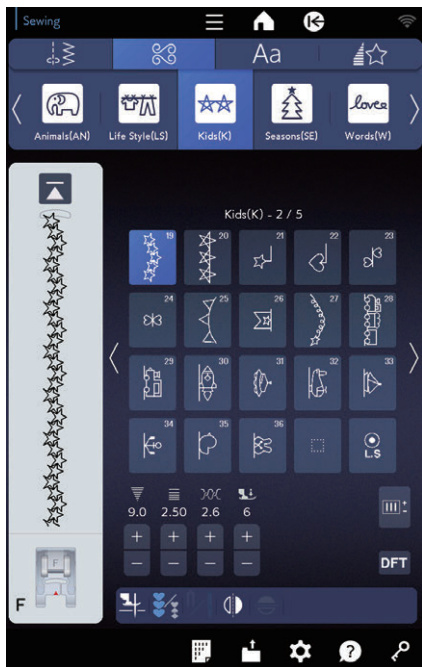 Sewing
Aa
Animals(AN) Life Style(LS) Kids(K) Seasons(SE) Words(W)
love
Kids(K) - 2 / 5
19 20 21 22 23
24 25 26 27 28
29 30 31 32 33
34 35 36
L.S
9.0 2.50 2.6 6
+ + + +
- - - -
DFT
F
F
?